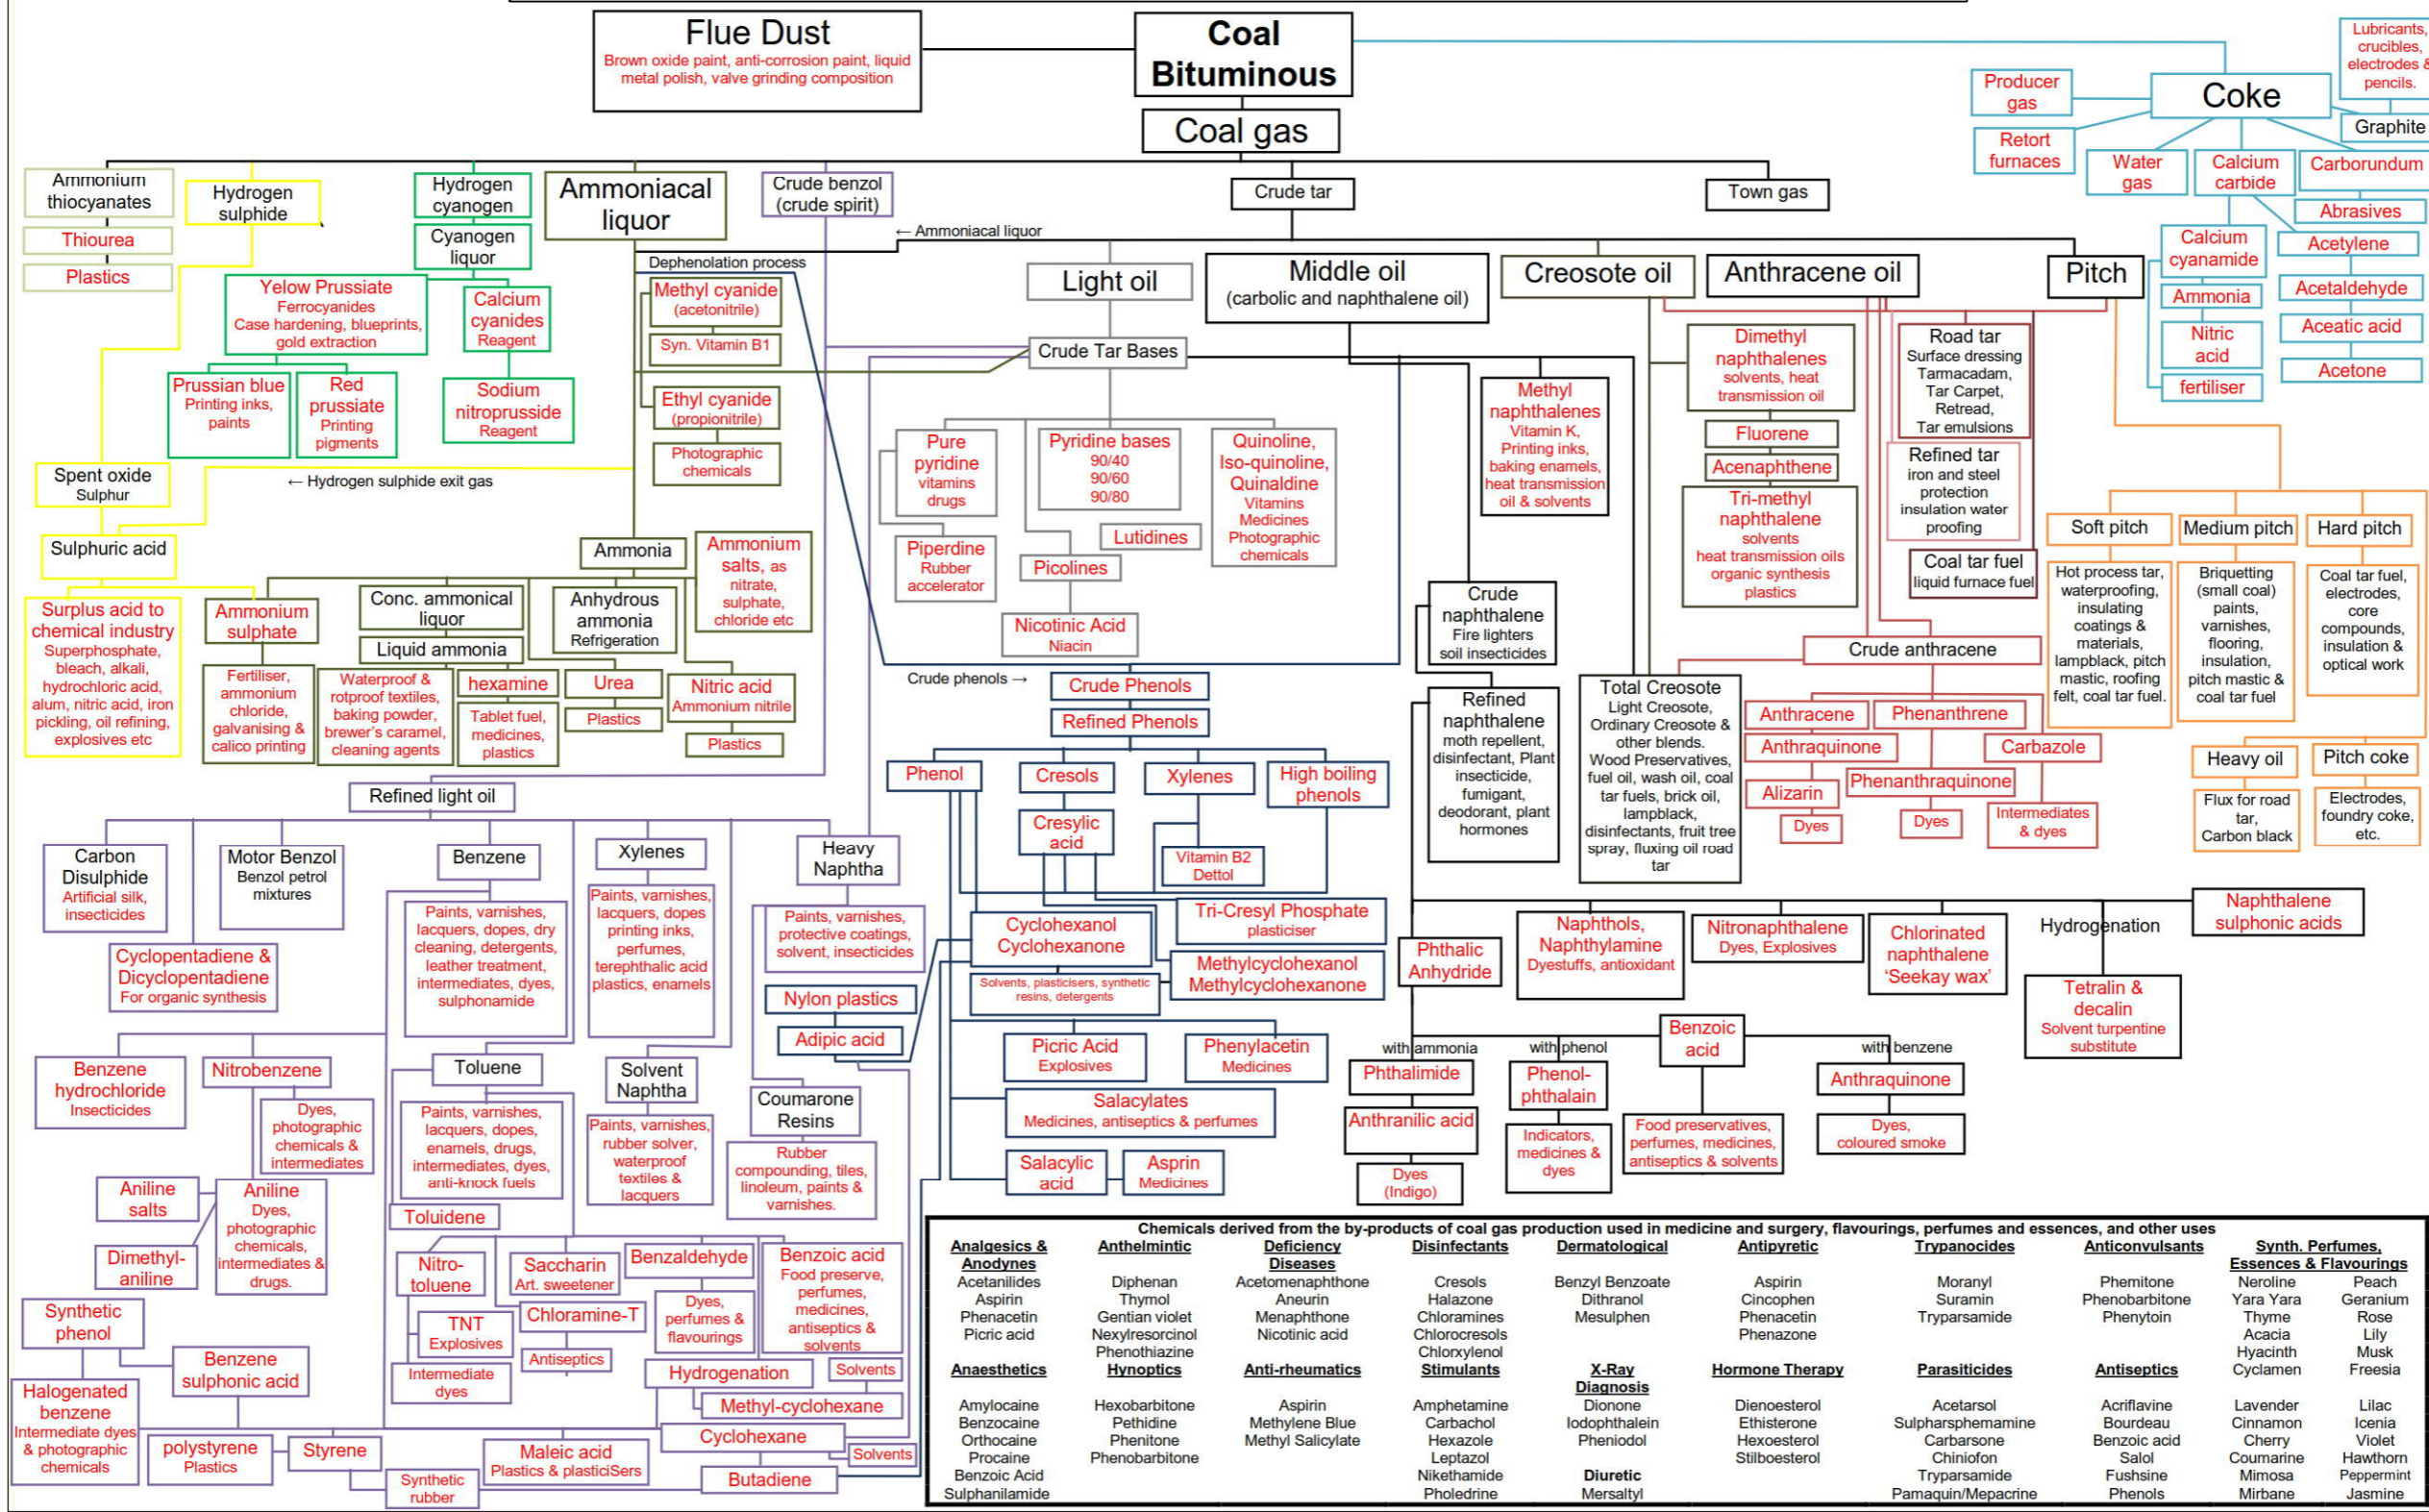 Flue Dust
Brown oxide paint, anti-corrosion paint, liquid
metal polish, valve grinding composition
Coal
Bituminous
Coal gas
Lubricants,
crucibles,
electrodes &
pencils.
Producer
gas
Coke
Graphite
Retort
furnaces
Water
gas
Calcium
carbide
Carborundum
Abrasives
Calcium
cyanamide
Acetylene
Ammonia
Acetaldehyde
Nitric
acid
Aceatic acid
fertiliser
Acetone
Ammonium
thiocyanates
Thiourea
Plastics
Hydrogen
sulphide
Hydrogen
cyanogen
Cyanogen
liquor
Ammoniacal
liquor
Crude benzol
(crude spirit)
Crude tar
Town gas
← Ammoniacal liquor
Dephenolation process
Yelow Prussiate
Ferrocyanides
Case hardening, blueprints,
gold extraction
Calcium
cyanides
Reagent
Prussian blue
Printing inks,
paints
Red
prussiate
Printing
pigments
Sodium
nitroprusside
Reagent
Methyl cyanide
(acetonitrile)
Syn. Vitamin B1
Ethyl cyanide
(propionitrile)
Photographic
chemicals
Light oil
Middle oil
(carbolic and naphthalene oil)
Creosote oil
Anthracene oil
Pitch
Crude Tar Bases
Pure
pyridine
vitamins
drugs
Pyridine bases
90/40
90/60
90/80
Quinoline,
Iso-quinoline,
Quinaldine
Vitamins
Medicines
Photographic
chemicals
Lutidines
Piperdine
Rubber
accelerator
Picolines
Nicotinic Acid
Niacin
Methyl
naphthalenes
Vitamin K,
Printing inks,
baking enamels,
heat transmission
oil & solvents
Dimethyl
naphthalenes
solvents, heat
transmission oil
Fluorene
Acenaphthene
Tri-methyl
naphthalene
solvents
heat transmission oils
organic synthesis
plastics
Road tar
Surface dressing
Tarmacadam,
Tar Carpet,
Retread,
Tar emulsions
Refined tar
iron and steel
protection
insulation water
proofing
Coal tar fuel
liquid furnace fuel
Soft pitch
Medium pitch
Hard pitch
Hot process tar,
waterproofing,
insulating
coatings &
materials,
lampblack, pitch
mastic, roofing
felt, coal tar fuel.
Briquetting
(small coal)
paints,
varnishes,
flooring,
insulation,
pitch mastic &
coal tar fuel
Coal tar fuel,
electrodes,
core
compounds,
insulation &
optical work
Heavy oil
Pitch coke
Flux for road
tar,
Carbon black
Electrodes,
foundry coke,
etc.
Spent oxide
Sulphur
← Hydrogen sulphide exit gas
Sulphuric acid
Surplus acid to
chemical industry
Superphosphate,
bleach, alkali,
hydrochloric acid,
alum, nitric acid, iron
pickling, oil refining,
explosives etc
Ammonia
Ammonium
salts, as
nitrate,
sulphate,
chloride etc
Ammonium
sulphate
Fertiliser,
ammonium
chloride,
galvanising &
calico printing
Conc. ammonical
liquor
Liquid ammonia
Anhydrous
ammonia
Refrigeration
Waterproof &
rotproof textiles,
baking powder,
brewer's caramel,
cleaning agents
hexamine
Tablet fuel,
medicines,
plastics
Urea
Plastics
Nitric acid
Ammonium nitrile
Plastics
Crude phenols →
Crude Phenols
Refined Phenols
Phenol
Cresols
Xylenes
High boiling
phenols
Cresylic
acid
Vitamin B2
Dettol
Crude
naphthalene
Fire lighters
soil insecticides
Refined
naphthalene
moth repellent,
disinfectant, Plant
insecticide,
fumigant,
deodorant, plant
hormones
Total Creosote
Light Creosote,
Ordinary Creosote &
other blends.
Wood Preservatives,
fuel oil, wash oil, coal
tar fuels, brick oil,
lampblack,
disinfectants, fruit tree
spray, fluxing oil road
tar
Crude anthracene
Anthracene
Phenanthrene
Anthraquinone
Carbazole
Alizarin
Phenanthraquinone
Dyes
Dyes
Intermediates
& dyes
Refined light oil
Carbon
Disulphide
Artificial silk,
insecticides
Motor Benzol
Benzol petrol
mixtures
Benzene
Xylenes
Heavy
Naphtha
Cyclopentadiene &
Dicyclopentadiene
For organic synthesis
Paints, varnishes,
lacquers, dopes, dry
cleaning, detergents,
leather treatment,
intermediates, dyes,
sulphonamide
Paints, varnishes,
lacquers, dopes
printing inks,
perfumes,
terephthalic acid
plastics, enamels
Paints, varnishes,
protective coatings,
solvent, insecticides
Nylon plastics
Adipic acid
Cyclohexanol
Cyclohexanone
Solvents, plasticisers, synthetic
resins, detergents
Tri-Cresyl Phosphate
plasticiser
Methylcyclohexanol
Methylcyclohexanone
Picric Acid
Explosives
Phenylacetin
Medicines
Salacylates
Medicines, antiseptics & perfumes
Salacylic
acid
Asprin
Medicines
Phthalic
Anhydride
Naphthols,
Naphthylamine
Dyestuffs, antioxidant
Nitronaphthalene
Dyes, Explosives
Chlorinated
naphthalene
‘Seekay wax’
Hydrogenation
Naphthalene
sulphonic acids
Tetralin &
decalin
Solvent turpentine
substitute
with ammonia
with phenol
Benzoic
acid
with benzene
Phthalimide
Phenol-
phthalain
Anthraquinone
Anthranilic acid
Indicators,
medicines &
dyes
Food preservatives,
perfumes, medicines,
antiseptics & solvents
Dyes,
coloured smoke
Dyes
(Indigo)
Benzene
hydrochloride
Insecticides
Nitrobenzene
Dyes,
photographic
chemicals &
intermediates
Toluene
Paints, varnishes,
lacquers, dopes,
enamels, drugs,
intermediates, dyes,
anti-knock fuels
Solvent
Naphtha
Paints, varnishes,
rubber solver,
waterproof
textiles &
lacquers
Coumarone
Resins
Rubber
compounding, tiles,
linoleum, paints &
varnishes.
Aniline
salts
Aniline
Dyes,
photographic
chemicals,
intermediates &
drugs.
Dimethyl-
aniline
Toluidene
Nitro-
toluene
Saccharin
Art. sweetener
Benzaldehyde
Benzoic acid
Food preserve,
perfumes,
medicines,
antiseptics &
solvents
TNT
Explosives
Chloramine-T
Dyes,
perfumes &
flavourings
Intermediate
dyes
Antiseptics
Synthetic
phenol
Benzene
sulphonic acid
Halogenated
benzene
Intermediate dyes
& photographic
chemicals
polystyrene
Plastics
Styrene
Synthetic
rubber
Maleic acid
Plastics & plasticiSers
Hydrogenation
Solvents
Methyl-cyclohexane
Cyclohexane
Solvents
Butadiene
Chemicals derived from the by-products of coal gas production used in medicine and surgery, flavourings, perfumes and essences, and other uses
Analgesics &
Anodynes
Acetanilides
Aspirin
Phenacetin
Picric acid
Anthelmintic
Diphenan
Thymol
Gentian violet
Nexylresorcinol
Phenothiazine
Deficiency
Diseases
Acetomenaphthone
Aneurin
Menaphthone
Nicotinic acid
Disinfectants
Cresols
Halazone
Chloramines
Chlorocresols
Chlorxylenol
Dermatological
Benzyl Benzoate
Dithranol
Mesulphen
Antipyretic
Aspirin
Cincophen
Phenacetin
Phenazone
Trypanocides
Moranyl
Suramin
Tryparsamide
Anticonvulsants
Phemitone
Phenobarbitone
Phenytoin
Synth. Perfumes,
Essences & Flavourings
Neroline Peach
Yara Yara Geranium
Thyme Rose
Acacia Lily
Hyacinth Musk
Cyclamen Freesia
Lavender Lilac
Cinnamon Icenia
Cherry Violet
Coumarine Hawthorn
Mimosa Peppermint
Mirbane Jasmine
Anaesthetics
Amylocaine
Benzocaine
Orthocaine
Procaine
Benzoic Acid
Sulphanilamide
Hynoptics
Hexobarbitone
Pethidine
Phenitone
Phenobarbitone
Anti-rheumatics
Aspirin
Methylene Blue
Methyl Salicylate
Stimulants
Amphetamine
Carbachol
Hexazole
Leptazol
Nikethamide
Pholedrine
X-Ray
Diagnosis
Dionone
Iodophthalein
Pheniodol
Diuretic
Mersaltyl
Hormone Therapy
Dienoesterol
Ethisterone
Hexoesterol
Stilboesterol
Parasiticides
Acetarsol
Sulpharsphemamine
Carbarsone
Chiniofon
Tryparsamide
Pamaquin/Mepacrine
Antiseptics
Acriflavine
Bourdeau
Benzoic acid
Salol
Fushsine
Phenols